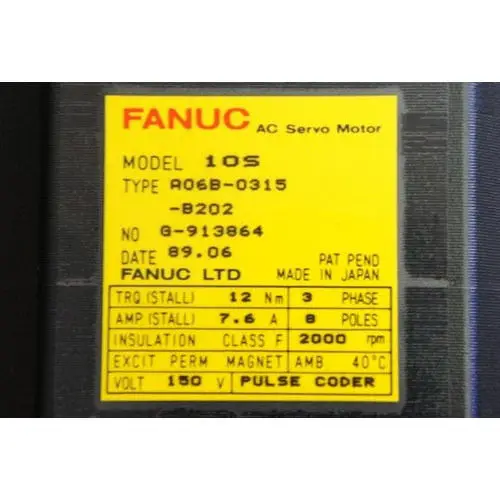 FANUC AC Servo Motor
MODEL 10S
TYPE A06B-0315
-B202
NO G-913864
DATE 89.06 PAT PEND
FANUC LTD MADE IN JAPAN
TRQ (STALL) 12 Nm 3 PHASE
AMP (STALL) 7.6 A 8 POLES
INSULATION CLASS F 2000 rpm
EXCIT PERM MAGNET AMB 40°C
VOLT 150 V PULSE CODER